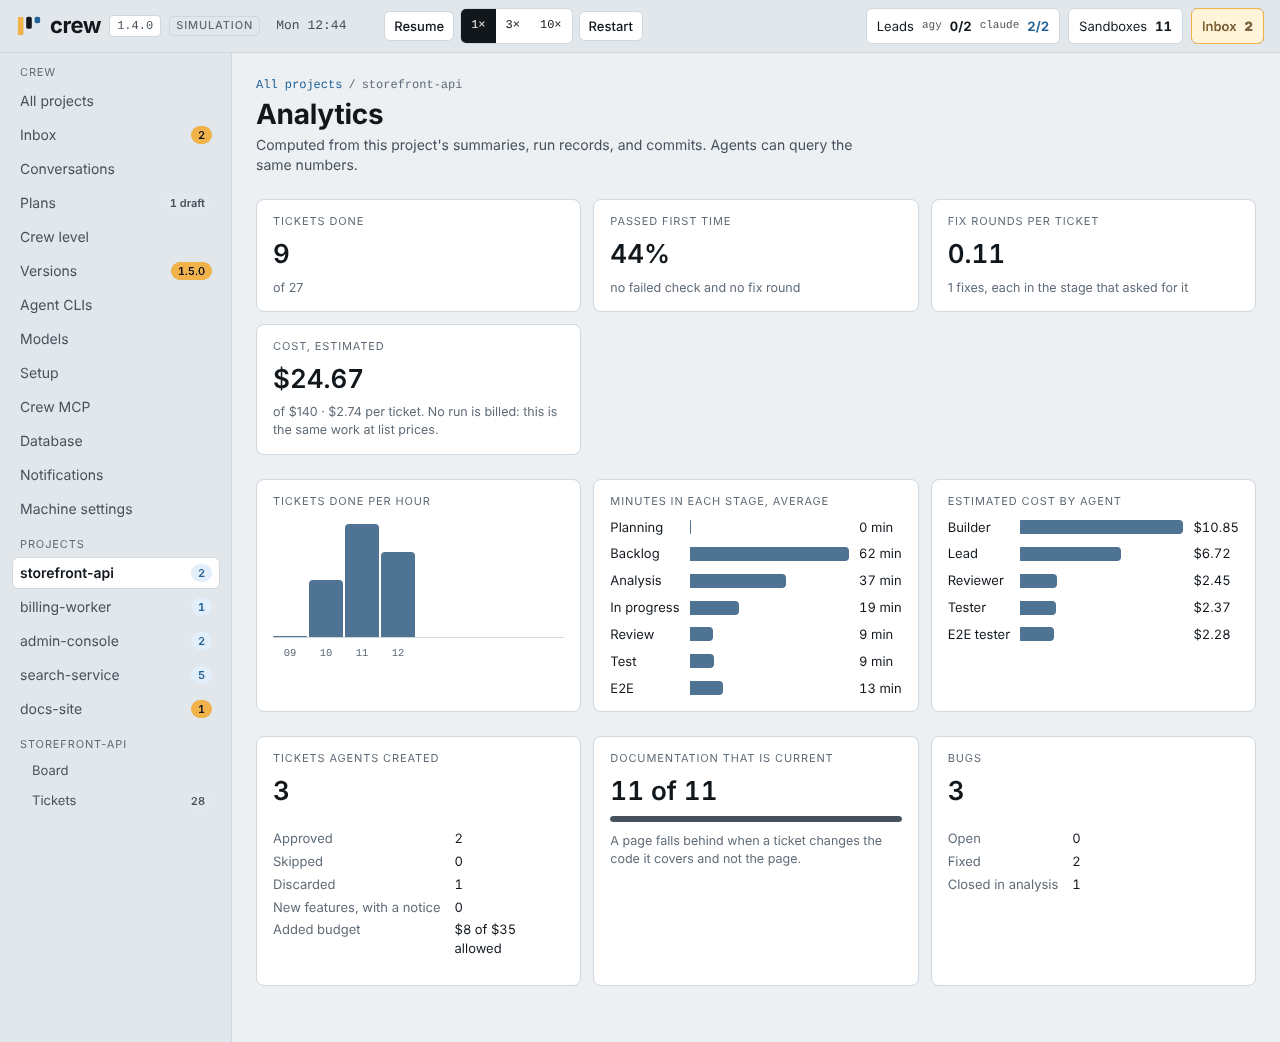 crew 1.4.0 SIMULATION Mon 12:44 Resume 1× 3× 10× Restart Leads agy 0/2 claude 2/2 Sandboxes 11 Inbox 2
CREW
All projects
Inbox 2
Conversations
Plans 1 draft
Crew level
Versions 1.5.0
Agent CLIs
Models
Setup
Crew MCP
Database
Notifications
Machine settings
PROJECTS
storefront-api 2
billing-worker 1
admin-console 2
search-service 5
docs-site 1
STOREFRONT-API
Board
Tickets 28
All projects / storefront-api
Analytics
Computed from this project's summaries, run records, and commits. Agents can query the
same numbers.
TICKETS DONE
9
of 27
PASSED FIRST TIME
44%
no failed check and no fix round
FIX ROUNDS PER TICKET
0.11
1 fixes, each in the stage that asked for it
COST, ESTIMATED
$24.67
of $140 · $2.74 per ticket. No run is billed: this is
the same work at list prices.
TICKETS DONE PER HOUR
09 10 11 12
MINUTES IN EACH STAGE, AVERAGE
Planning 0 min
Backlog 62 min
Analysis 37 min
In progress 19 min
Review 9 min
Test 9 min
E2E 13 min
ESTIMATED COST BY AGENT
Builder $10.85
Lead $6.72
Reviewer $2.45
Tester $2.37
E2E tester $2.28
TICKETS AGENTS CREATED
3
Approved 2
Skipped 0
Discarded 1
New features, with a notice 0
Added budget $8 of $35
allowed
DOCUMENTATION THAT IS CURRENT
11 of 11
A page falls behind when a ticket changes the
code it covers and not the page.
BUGS
3
Open 0
Fixed 2
Closed in analysis 1